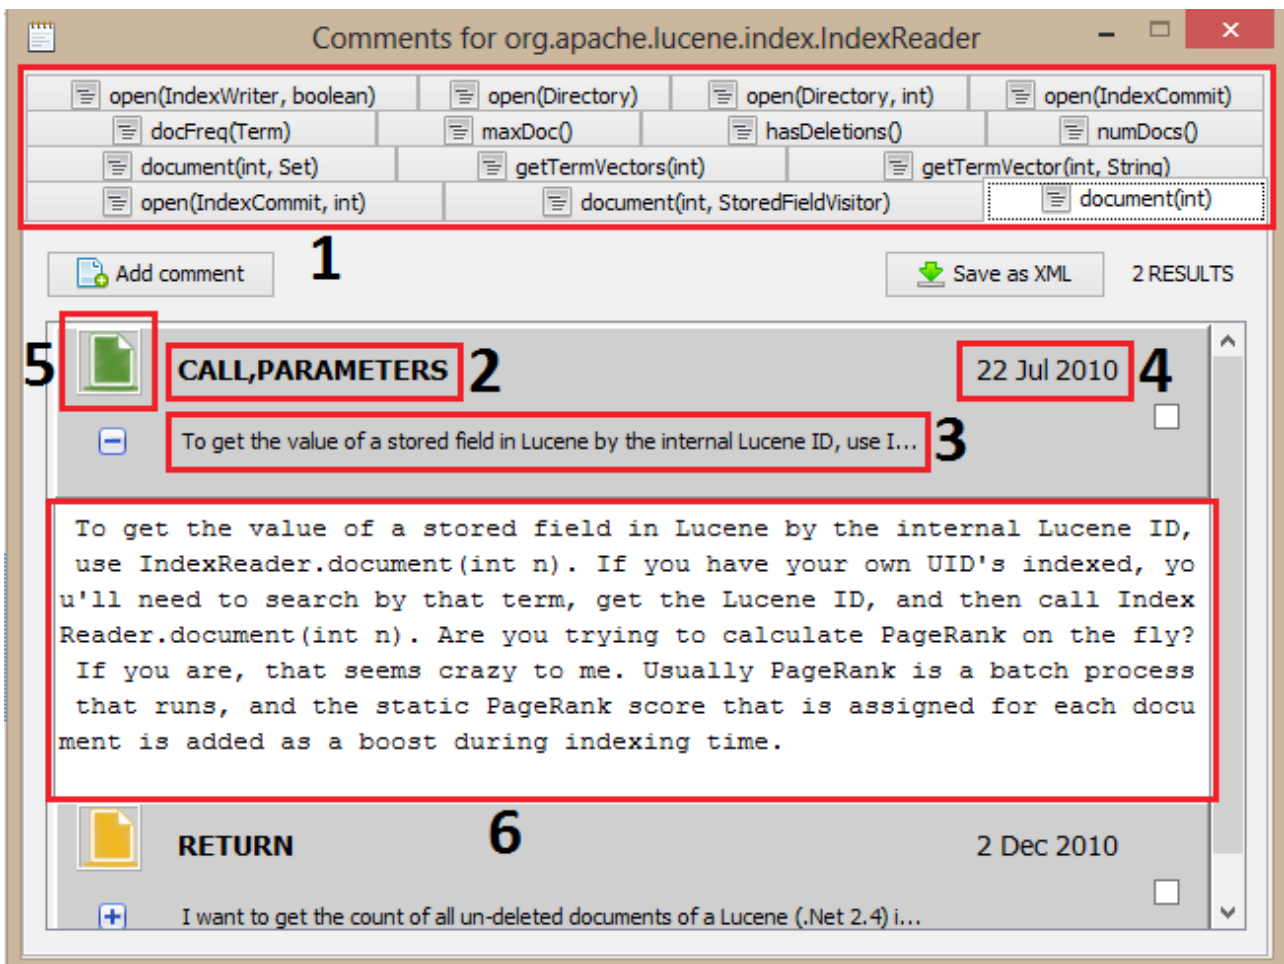 Comments for org.apache.lucene.index.IndexReader
open(IndexWriter, boolean) open(Directory) open(Directory, int) open(IndexCommit)
docFreq(Term) maxDoc() hasDeletions() numDocs()
document(int, Set) getTermVectors(int) getTermVector(int, String)
open(IndexCommit, int) document(int, StoredFieldVisitor) document(int)
1
Add comment Save as XML 2 RESULTS
5 CALL,PARAMETERS 2 22 Jul 2010 4
To get the value of a stored field in Lucene by the internal Lucene ID, use I... 3
To get the value of a stored field in Lucene by the internal Lucene ID,
use IndexReader.document(int n). If you have your own UID's indexed, yo
u'll need to search by that term, get the Lucene ID, and then call Index
Reader.document(int n). Are you trying to calculate PageRank on the fly?
If you are, that seems crazy to me. Usually PageRank is a batch process
that runs, and the static PageRank score that is assigned for each docu
ment is added as a boost during indexing time.
6
RETURN 2 Dec 2010
I want to get the count of all un-deleted documents of a Lucene (.Net 2.4) i...